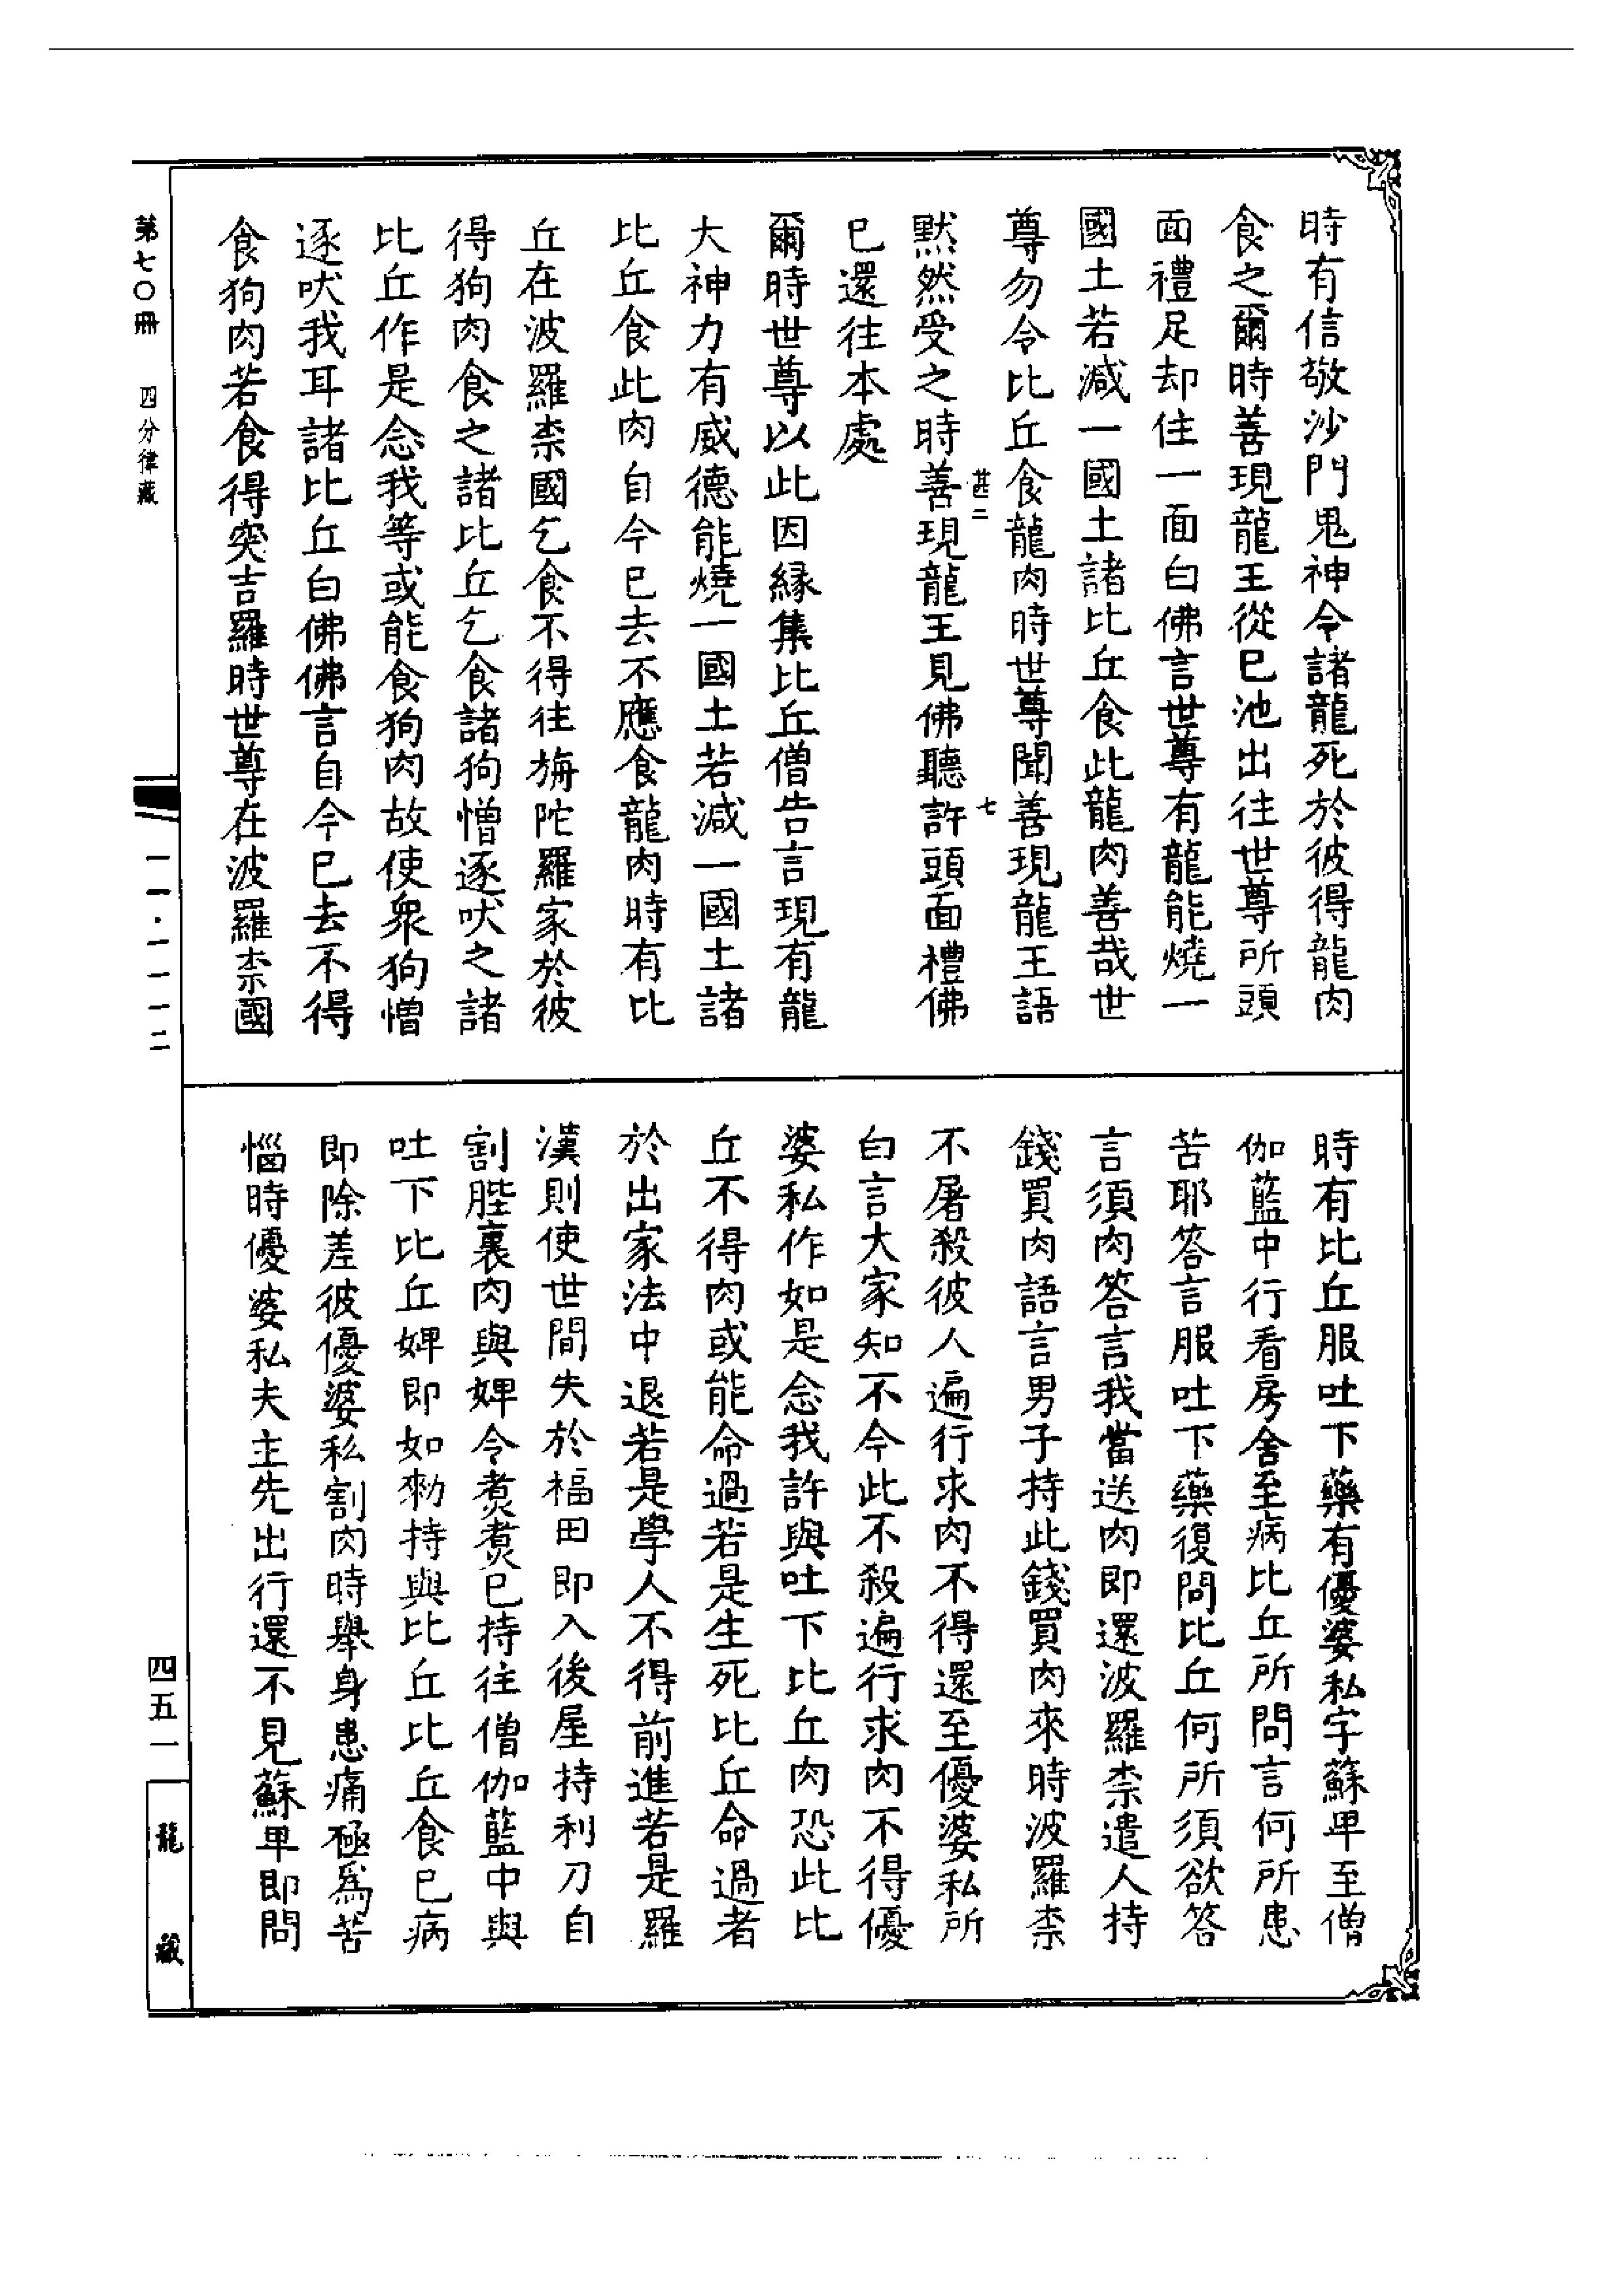 時有信敬沙門鬼神令諸龍死於彼得龍肉
食之爾時善現龍王從巳池出往世尊所頭
面禮足却住一面白佛言世尊有龍能燒一
國土若減一國土諸比丘食此龍肉善哉世
尊勿令比丘食龍肉時世尊聞善現龍王語
甚二
七
默然受之時善現龍王見佛聽許頭面禮佛
巳還往本處
爾時世尊以此因緣集比丘僧告言現有龍
大神力有威德能燒一國土若減一國土諸
比丘食此肉自今巳去不應食龍肉時有比
丘在波羅柰國乞食不得往旃陀羅家於彼
得狗肉食之諸比丘乞食諸狗憎逐吠之諸
比丘作是念我等或能食狗肉故使衆狗憎
逐吠我耳諸比丘白佛佛言自今巳去不得
食狗肉若食得突吉羅時世尊在波羅柰國
時有比丘服吐下藥有優婆私字蘇卑至僧
伽藍中行看房舍至病比丘所問言何所患
苦耶答言服吐下藥復問比丘何所須欲答
言須肉答言我當送肉即還波羅柰遣人持
錢買肉語言男子持此錢買肉來時波羅柰
不屠殺彼人遍行求肉不得還至優婆私所
白言大家知不今此不殺遍行求肉不得優
婆私作如是念我許與吐下比丘肉恐此比
丘不得肉或能命過若是生死比丘命過者
於出家法中退若是學人不得前進若是羅
漢則使世間失於福田即入後屋持利刀自
割䏶裏肉與婢令煑煑巳持往僧伽藍中與
吐下比丘婢即如勑持與比丘比丘食巳病
即除差彼優婆私割肉時舉身患痛極爲苦
惱時優婆私夫主先出行還不見蘇卑即問
第七〇冊　四分律藏
一一·一一一二
四五一
龍藏